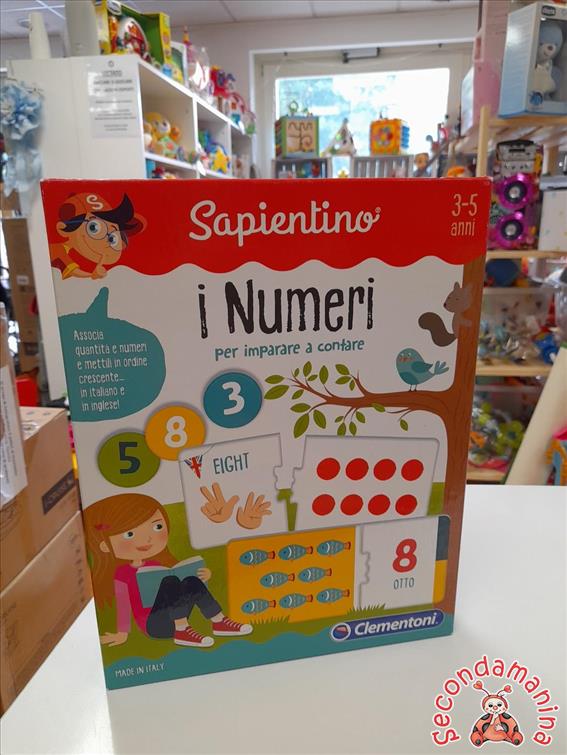 Sapientino®
3-5
anni
S
i Numeri
per imparare a contare
Associa
quantità e numeri
e mettili in ordine
crescente...
in italiano e
in inglese!
3
8
5
EIGHT
8
OTTO
Clementoni®
MADE IN ITALY
Secondamanina